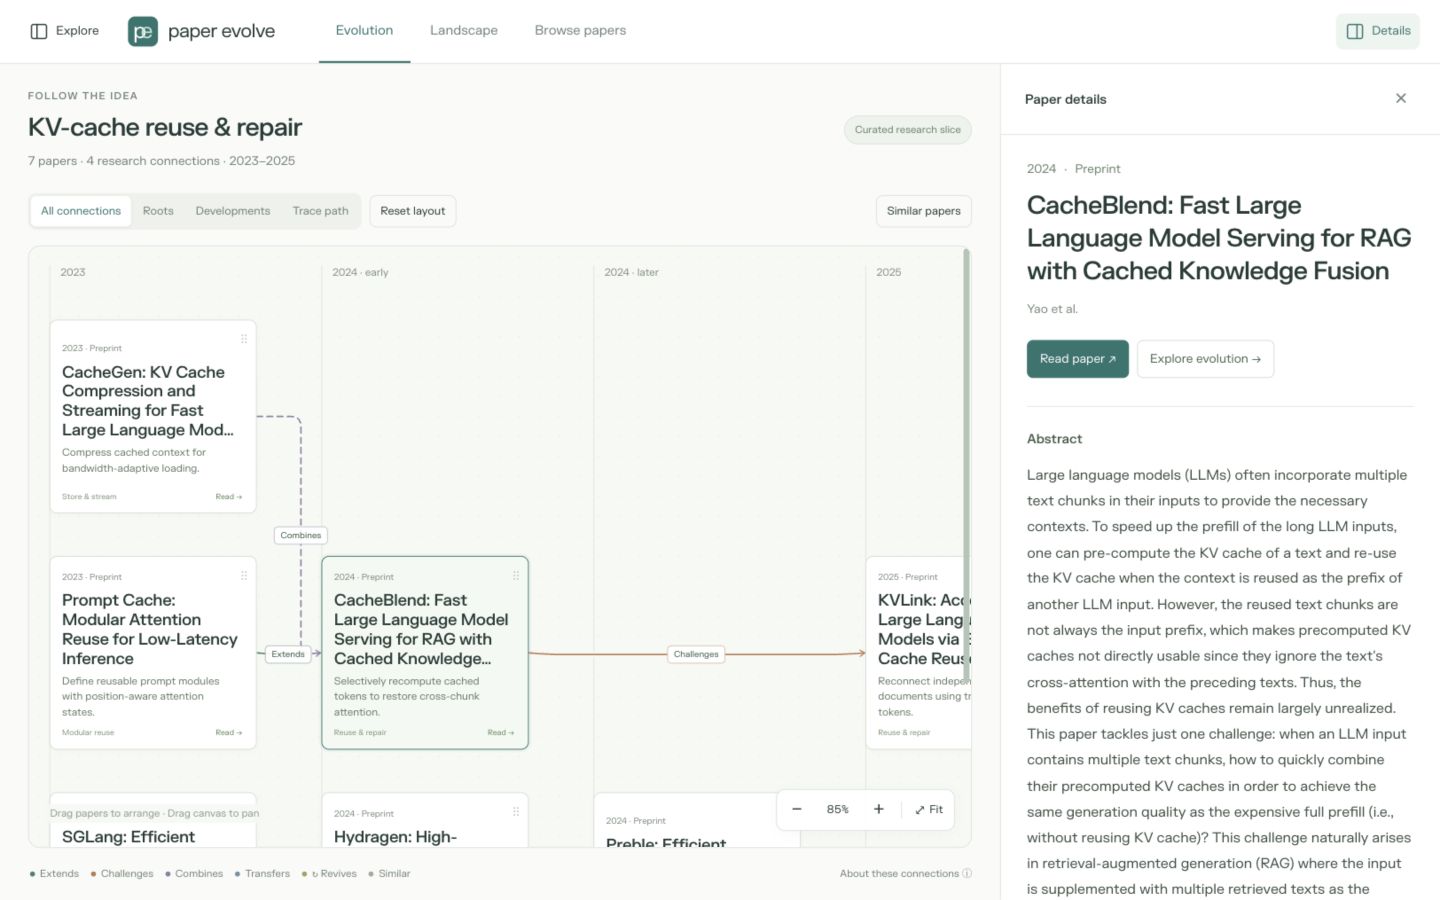 Explore
pe paper evolve
Evolution
Landscape
Browse papers
Details
FOLLOW THE IDEA
KV-cache reuse & repair
7 papers · 4 research connections · 2023–2025
Curated research slice
All connections
Roots
Developments
Trace path
Reset layout
Similar papers
2023
2024 · early
2024 · later
2025
2023 · Preprint
CacheGen: KV Cache
Compression and
Streaming for Fast
Large Language Mod...
Compress cached context for
bandwidth-adaptive loading.
Store & stream
Read →
Combines
2023 · Preprint
Prompt Cache:
Modular Attention
Reuse for Low-Latency
Inference
Define reusable prompt modules
with position-aware attention
states.
Modular reuse
Read →
Extends
2024 · Preprint
CacheBlend: Fast
Large Language Model
Serving for RAG with
Cached Knowledge...
Selectively recompute cached
tokens to restore cross-chunk
attention.
Reuse & repair
Read →
Challenges
2025 · Preprint
KVLink: Acc
Large Langu
Models via
Cache Reus
Reconnect indepen
documents using tr
tokens.
Reuse & repair
Drag papers to arrange · Drag canvas to pan
SGLang: Efficient
2024 · Preprint
Hydragen: High-
2024 · Preprint
Preble: Efficient
− 85% + Fit
Extends
Challenges
Combines
Transfers
↻ Revives
Similar
About these connections ⓘ
Paper details
×
2024 · Preprint
CacheBlend: Fast Large
Language Model Serving for RAG
with Cached Knowledge Fusion
Yao et al.
Read paper ↗
Explore evolution →
Abstract
Large language models (LLMs) often incorporate multiple
text chunks in their inputs to provide the necessary
contexts. To speed up the prefill of the long LLM inputs,
one can pre-compute the KV cache of a text and re-use
the KV cache when the context is reused as the prefix of
another LLM input. However, the reused text chunks are
not always the input prefix, which makes precomputed KV
caches not directly usable since they ignore the text's
cross-attention with the preceding texts. Thus, the
benefits of reusing KV caches remain largely unrealized.
This paper tackles just one challenge: when an LLM input
contains multiple text chunks, how to quickly combine
their precomputed KV caches in order to achieve the
same generation quality as the expensive full prefill (i.e.,
without reusing KV cache)? This challenge naturally arises
in retrieval-augmented generation (RAG) where the input
is supplemented with multiple retrieved texts as the